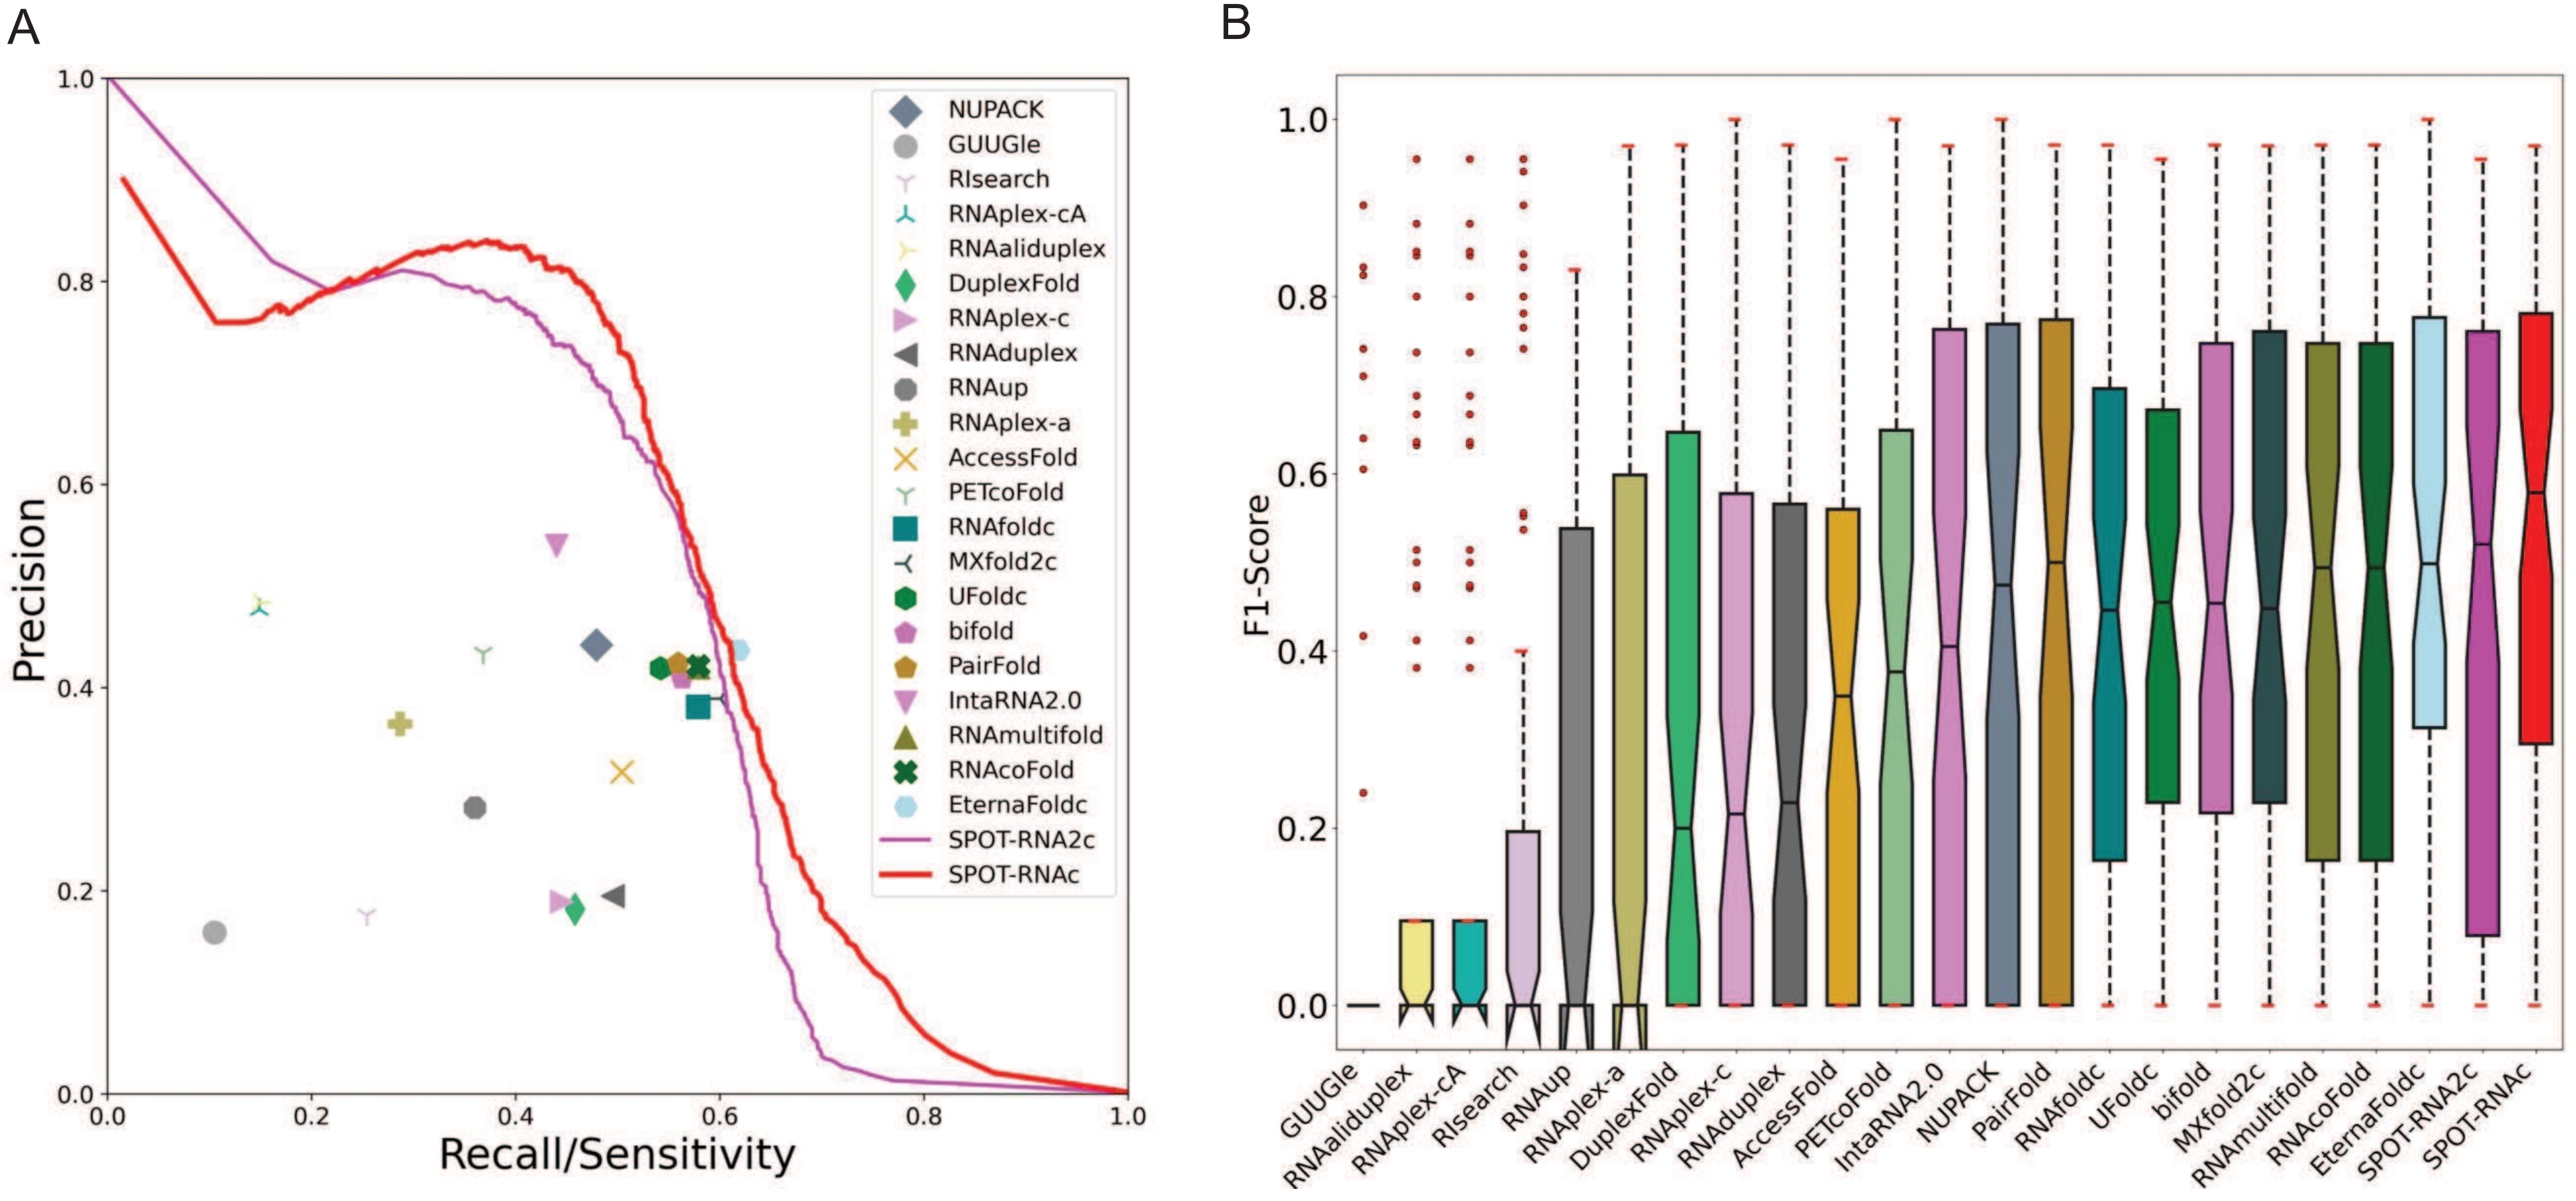 A
1.0
0.8
0.6
0.4
0.2
0.0
0.0 0.2 0.4 0.6 0.8 1.0
Precision
Recall/Sensitivity
NUPACK
GUUGle
RIsearch
RNAplex-cA
RNAaliduplex
DuplexFold
RNAplex-c
RNAduplex
RNAup
RNAplex-a
AccessFold
PETcoFold
RNAfoldc
MXfold2c
UFoldc
bifold
PairFold
IntaRNA2.0
RNAmultifold
RNAcoFold
EternaFoldc
SPOT-RNA2c
SPOT-RNAc
B
1.0
0.8
0.6
0.4
0.2
0.0
F1-Score
GUUGle
RNAaliduplex
RNAplex-cA
RIsearch
RNAup
RNAplex-a
DuplexFold
RNAplex-c
RNAduplex
AccessFold
PETcoFold
IntaRNA2.0
NUPACK
PairFold
RNAfoldc
UFoldc
bifold
MXfold2c
RNAmultifold
RNAcoFold
EternaFoldc
SPOT-RNA2c
SPOT-RNAc